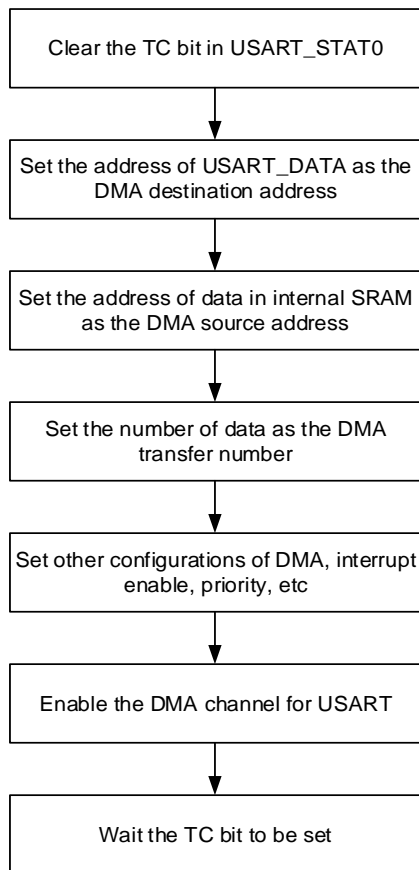 Clear the TC bit in USART_STAT0
Set the address of USART_DATA as the
DMA destination address
Set the address of data in internal SRAM
as the DMA source address
Set the number of data as the DMA
transfer number
Set other configurations of DMA, interrupt
enable, priority, etc
Enable the DMA channel for USART
Wait the TC bit to be set